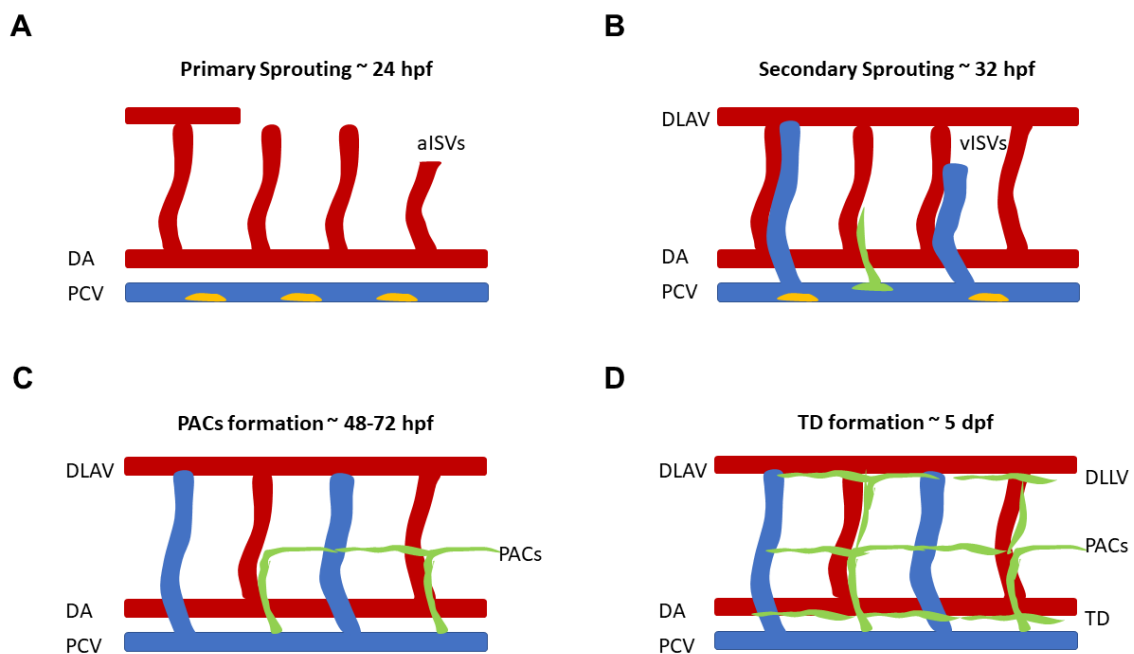 A
Primary Sprouting ~ 24 hpf
aISVs
DA
PCV
B
Secondary Sprouting ~ 32 hpf
DLAV
vISVs
DA
PCV
C
PACs formation ~ 48-72 hpf
DLAV
PACs
DA
PCV
D
TD formation ~ 5 dpf
DLAV
DLLV
PACs
DA
TD
PCV